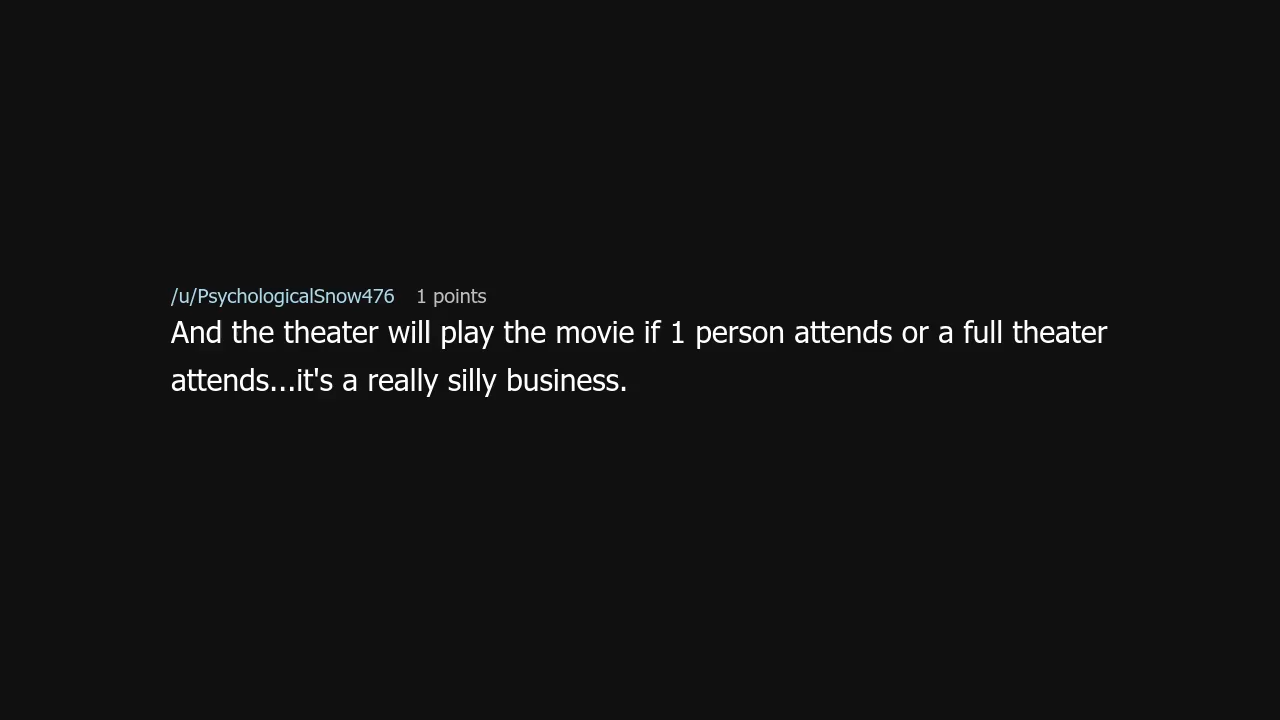 /u/PsychologicalSnow476 1 points
And the theater will play the movie if 1 person attends or a full theater
attends...it's a really silly business.